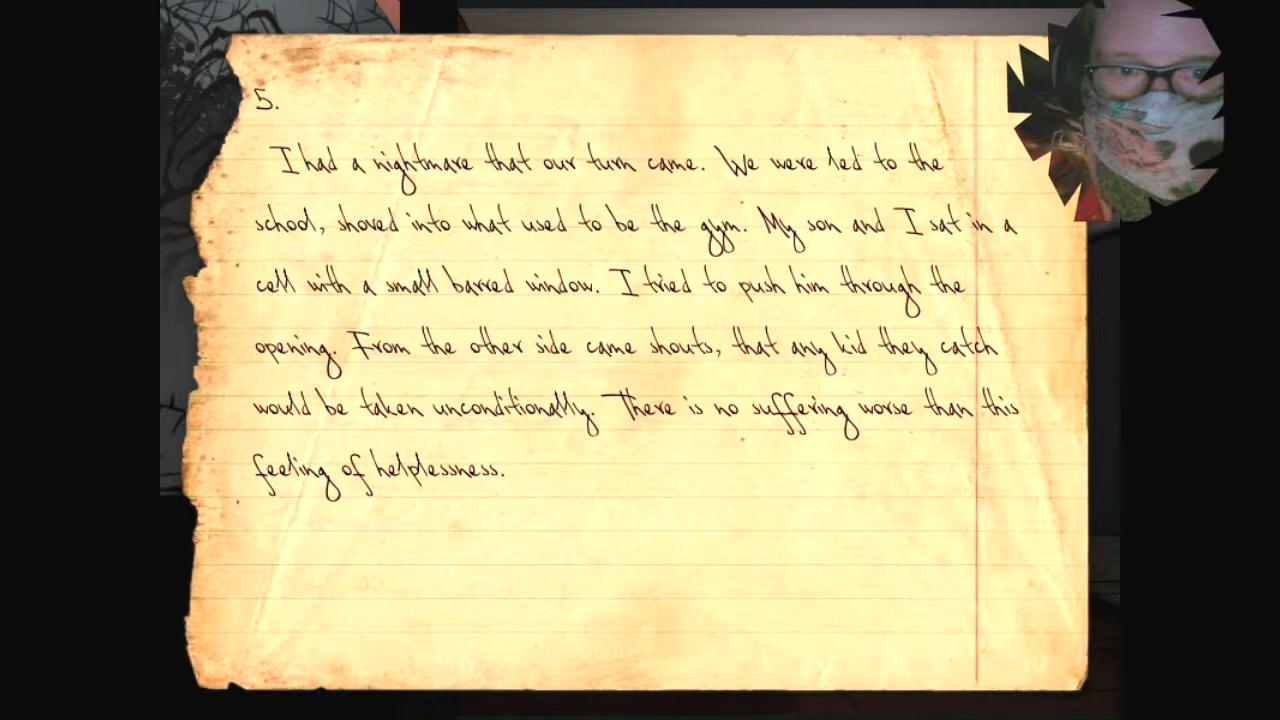 5.
I had a nightmare that our turn came. We were led to the
school, shoved into what used to be the gym. My son and I sat in a
cell with a small barred window. I tried to push him through the
opening. From the other side came shouts, that any kid they catch
would be taken unconditionally. There is no suffering worse than this
feeling of helplessness.